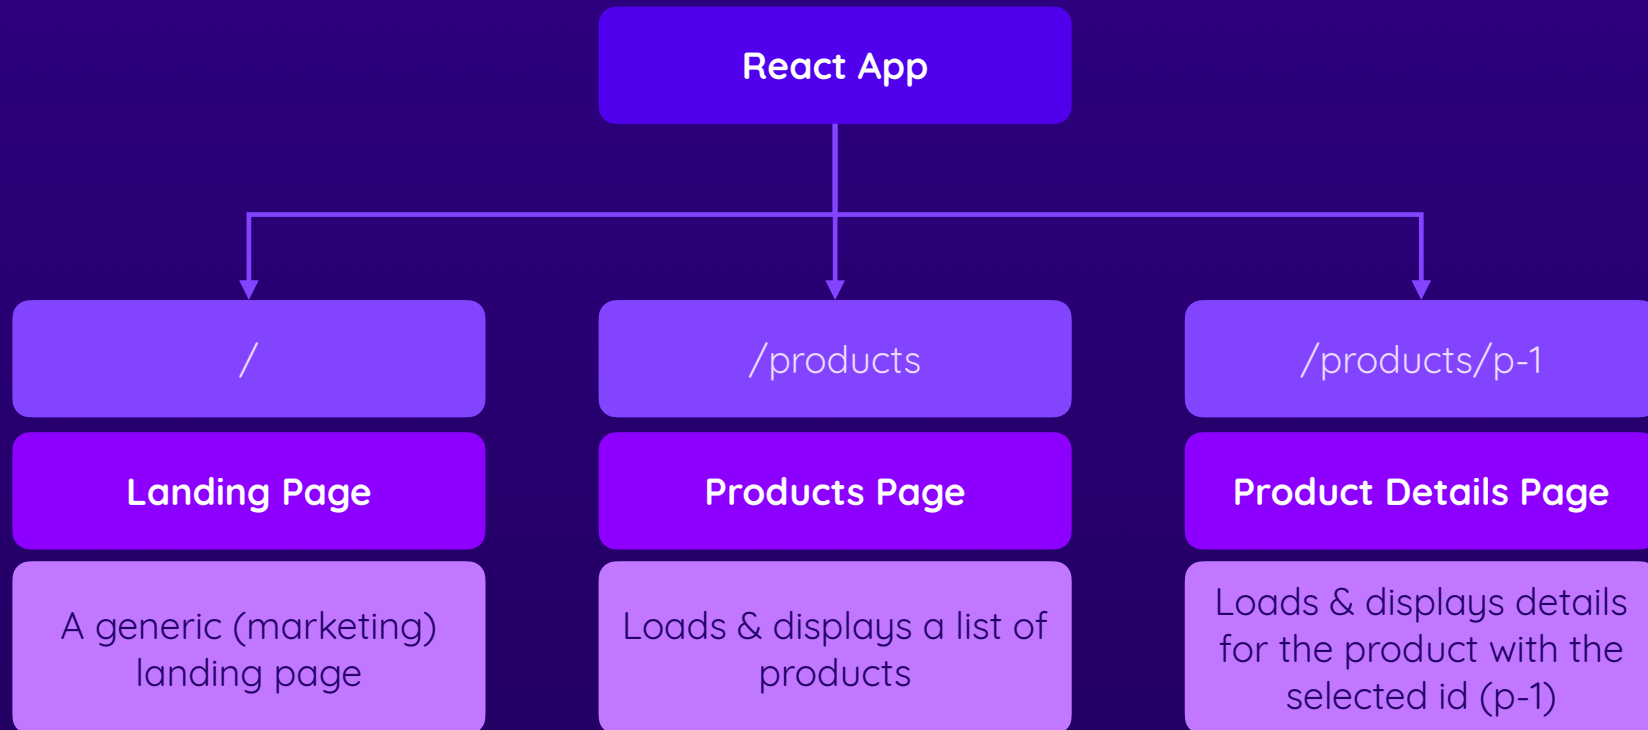 React App
/
/products
/products/p-1
Landing Page
Products Page
Product Details Page
A generic (marketing)
landing page
Loads & displays a list of
products
Loads & displays details
for the product with the
selected id (p-1)